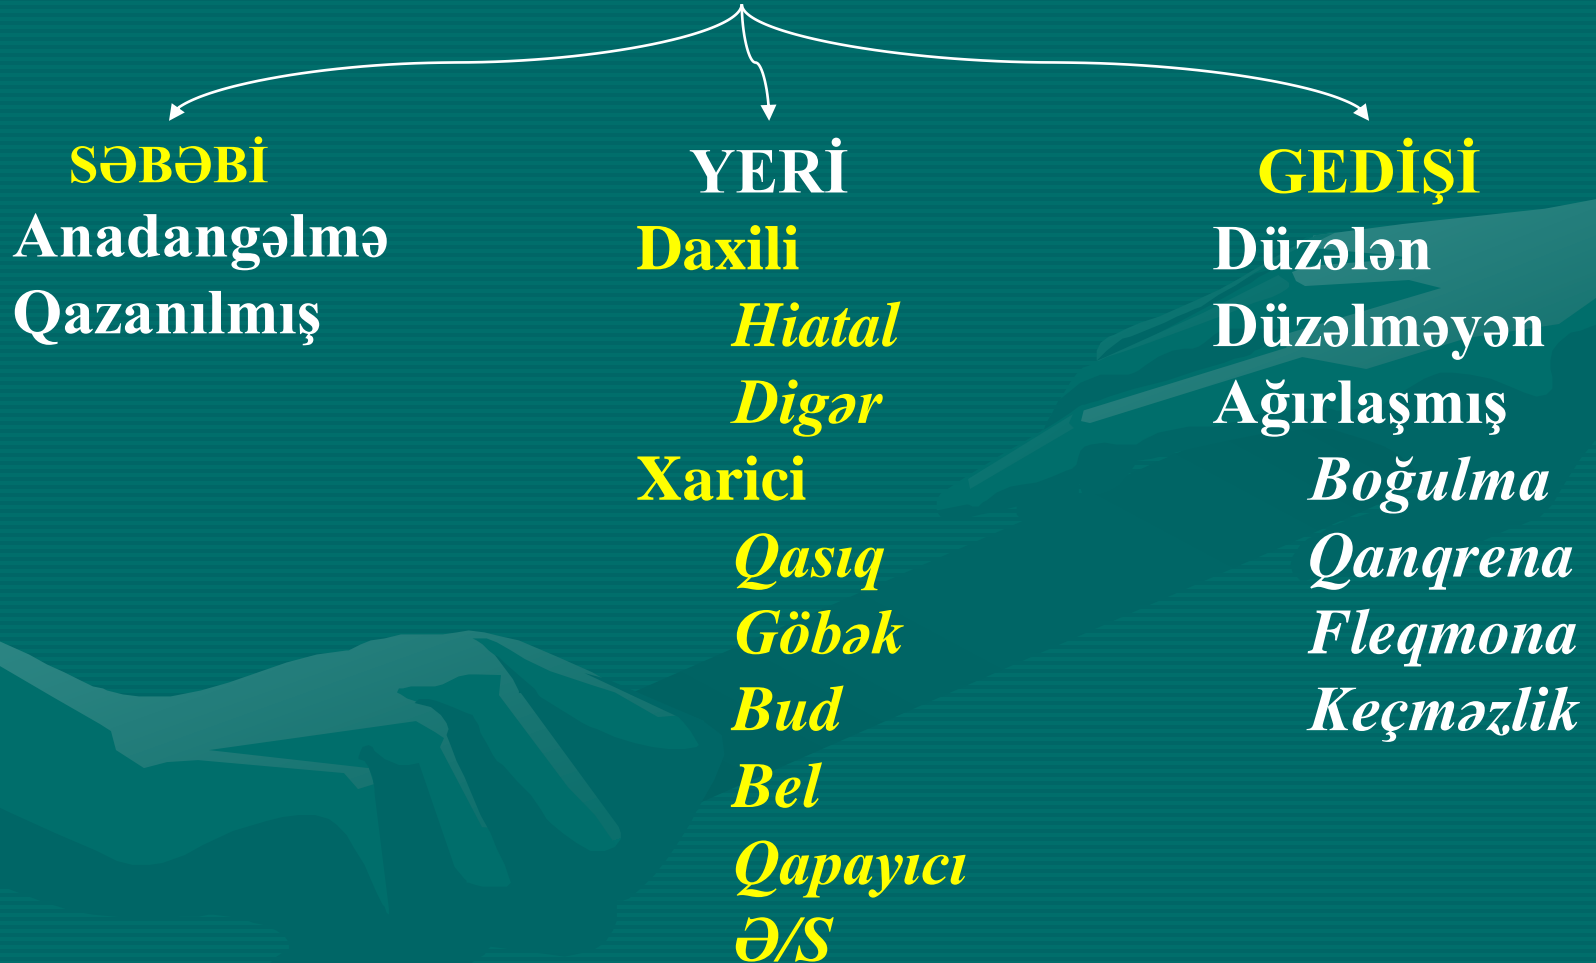 SƏBƏBİ
Anadangəlmə
Qazanılmış
YERİ
Daxili
Hiatal
Digər
Xarici
Qasıq
Göbək
Bud
Bel
Qapayıcı
Ə/S
GEDİŞİ
Düzələn
Düzəlməyən
Ağırlaşmış
Boğulma
Qanqrena
Fleqmona
Keçməzlik